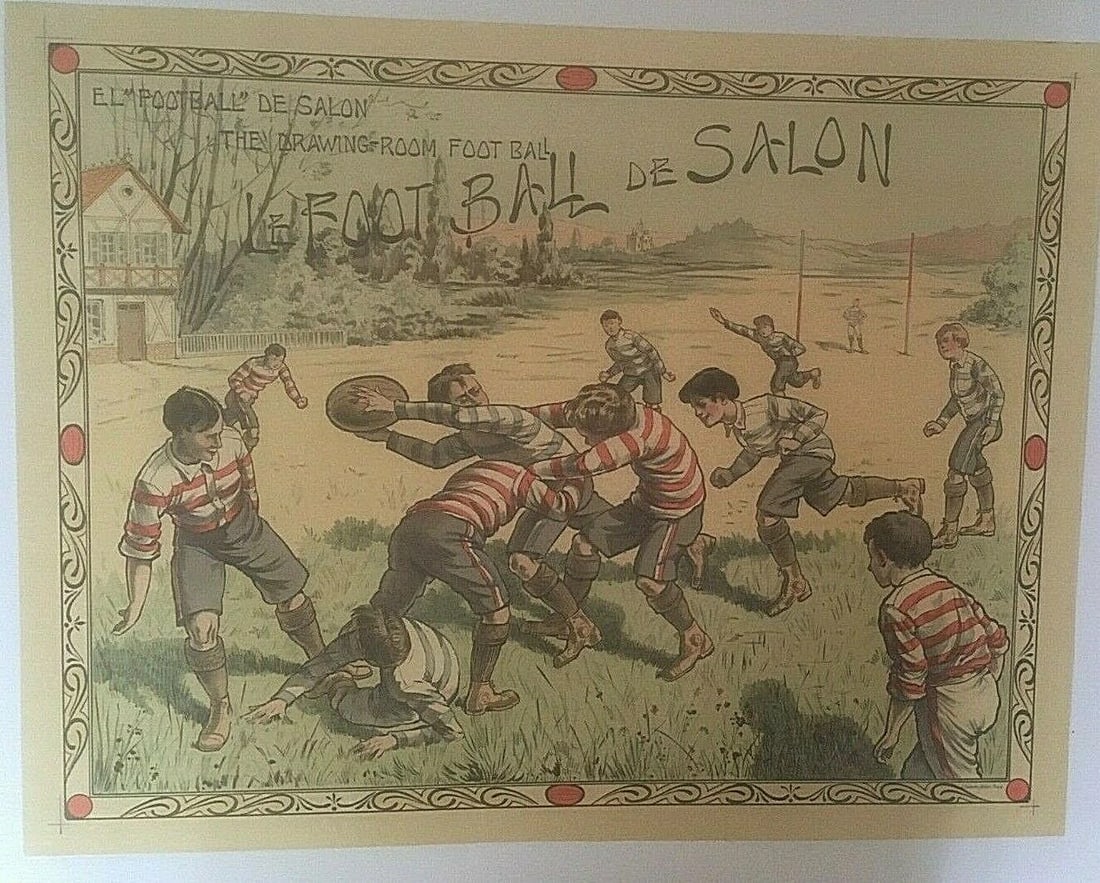 EL "FOOTBALL" DE SALON
THE DRAWING-ROOM FOOT BALL
LE FOOT BALL DE SALON